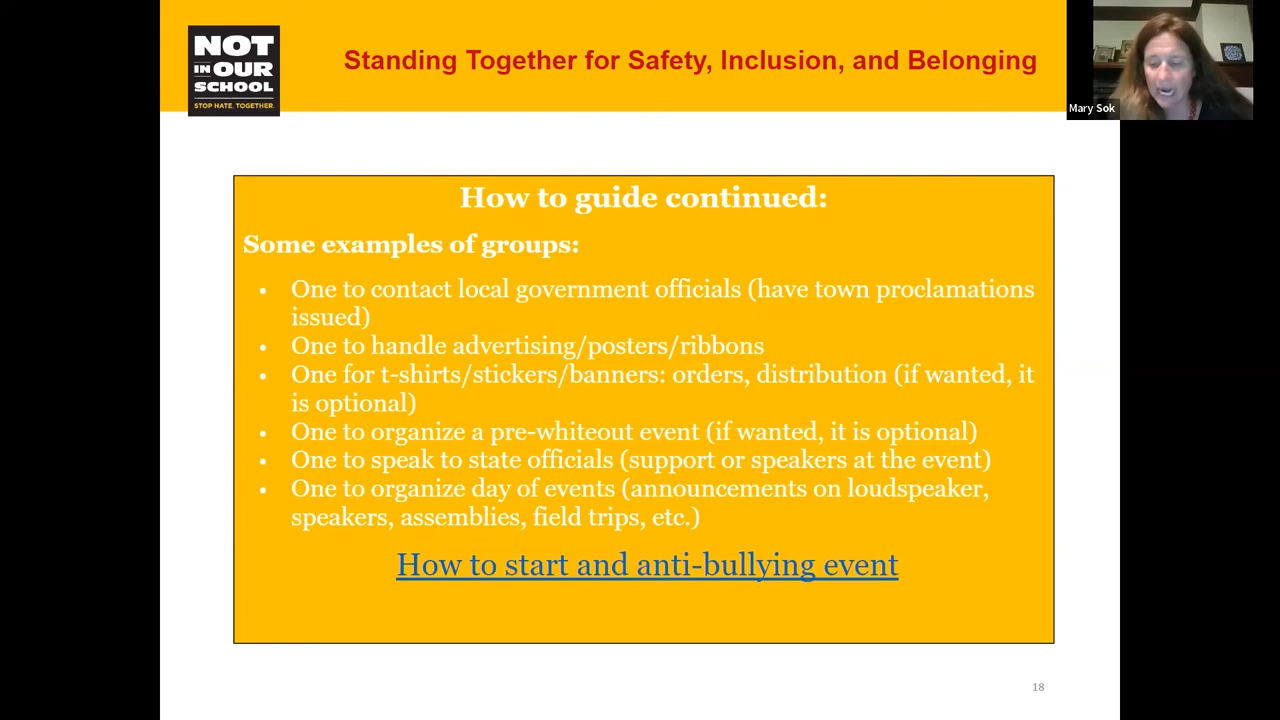 NOT
IN OUR
SCHOOL
STOP HATE. TOGETHER.
Standing Together for Safety, Inclusion, and Belonging
Mary Sok
How to guide continued:
Some examples of groups:
• One to contact local government officials (have town proclamations
issued)
• One to handle advertising/posters/ribbons
• One for t-shirts/stickers/banners: orders, distribution (if wanted, it
is optional)
• One to organize a pre-whiteout event (if wanted, it is optional)
• One to speak to state officials (support or speakers at the event)
• One to organize day of events (announcements on loudspeaker,
speakers, assemblies, field trips, etc.)
How to start and anti-bullying event
18